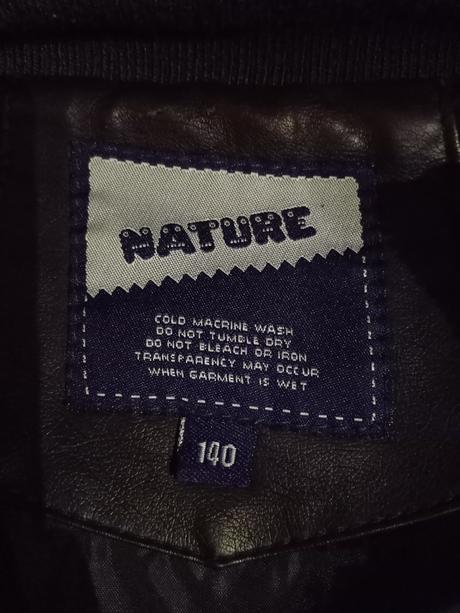 NATURE
COLD MACRINE WASH
DO NOT TUMBLE DRY
DO NOT BLEACH OR IRON
TRANSPARENCY MAY OCCUR
WHEN GARMENT IS WET
140